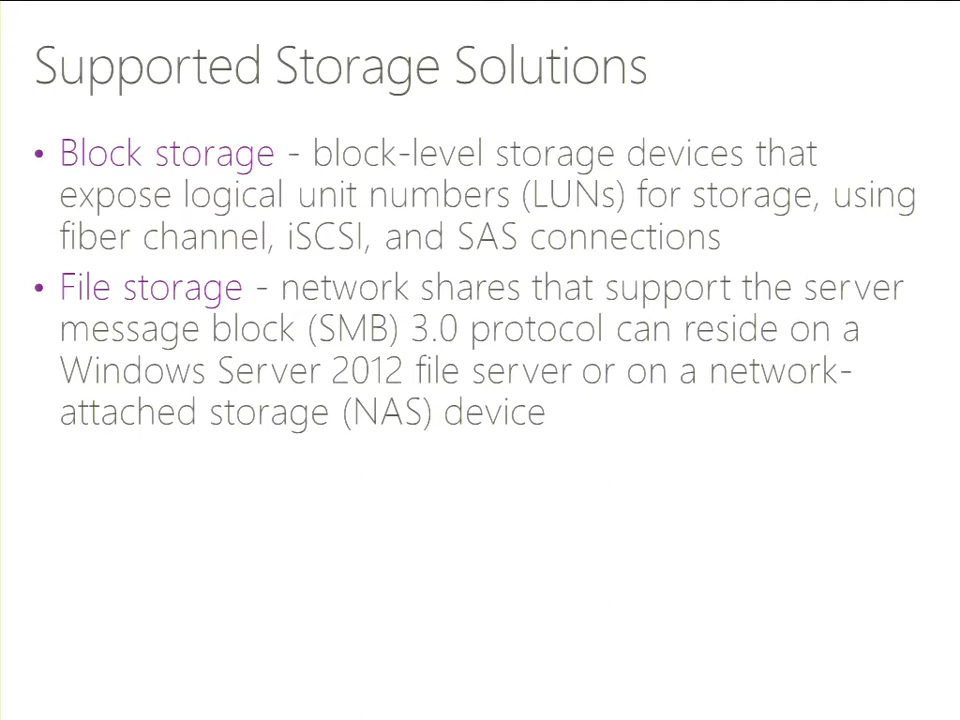 Supported Storage Solutions
• Block storage - block-level storage devices that
expose logical unit numbers (LUNs) for storage, using
fiber channel, iSCSI, and SAS connections
• File storage - network shares that support the server
message block (SMB) 3.0 protocol can reside on a
Windows Server 2012 file server or on a network-
attached storage (NAS) device